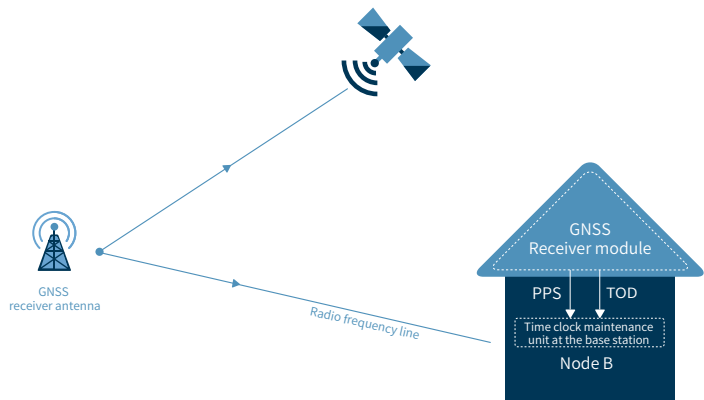 GNSS
Receiver module
PPS
TOD
GNSS
receiver antenna
Radio frequency line
Time clock maintenance
unit at the base station
Node B